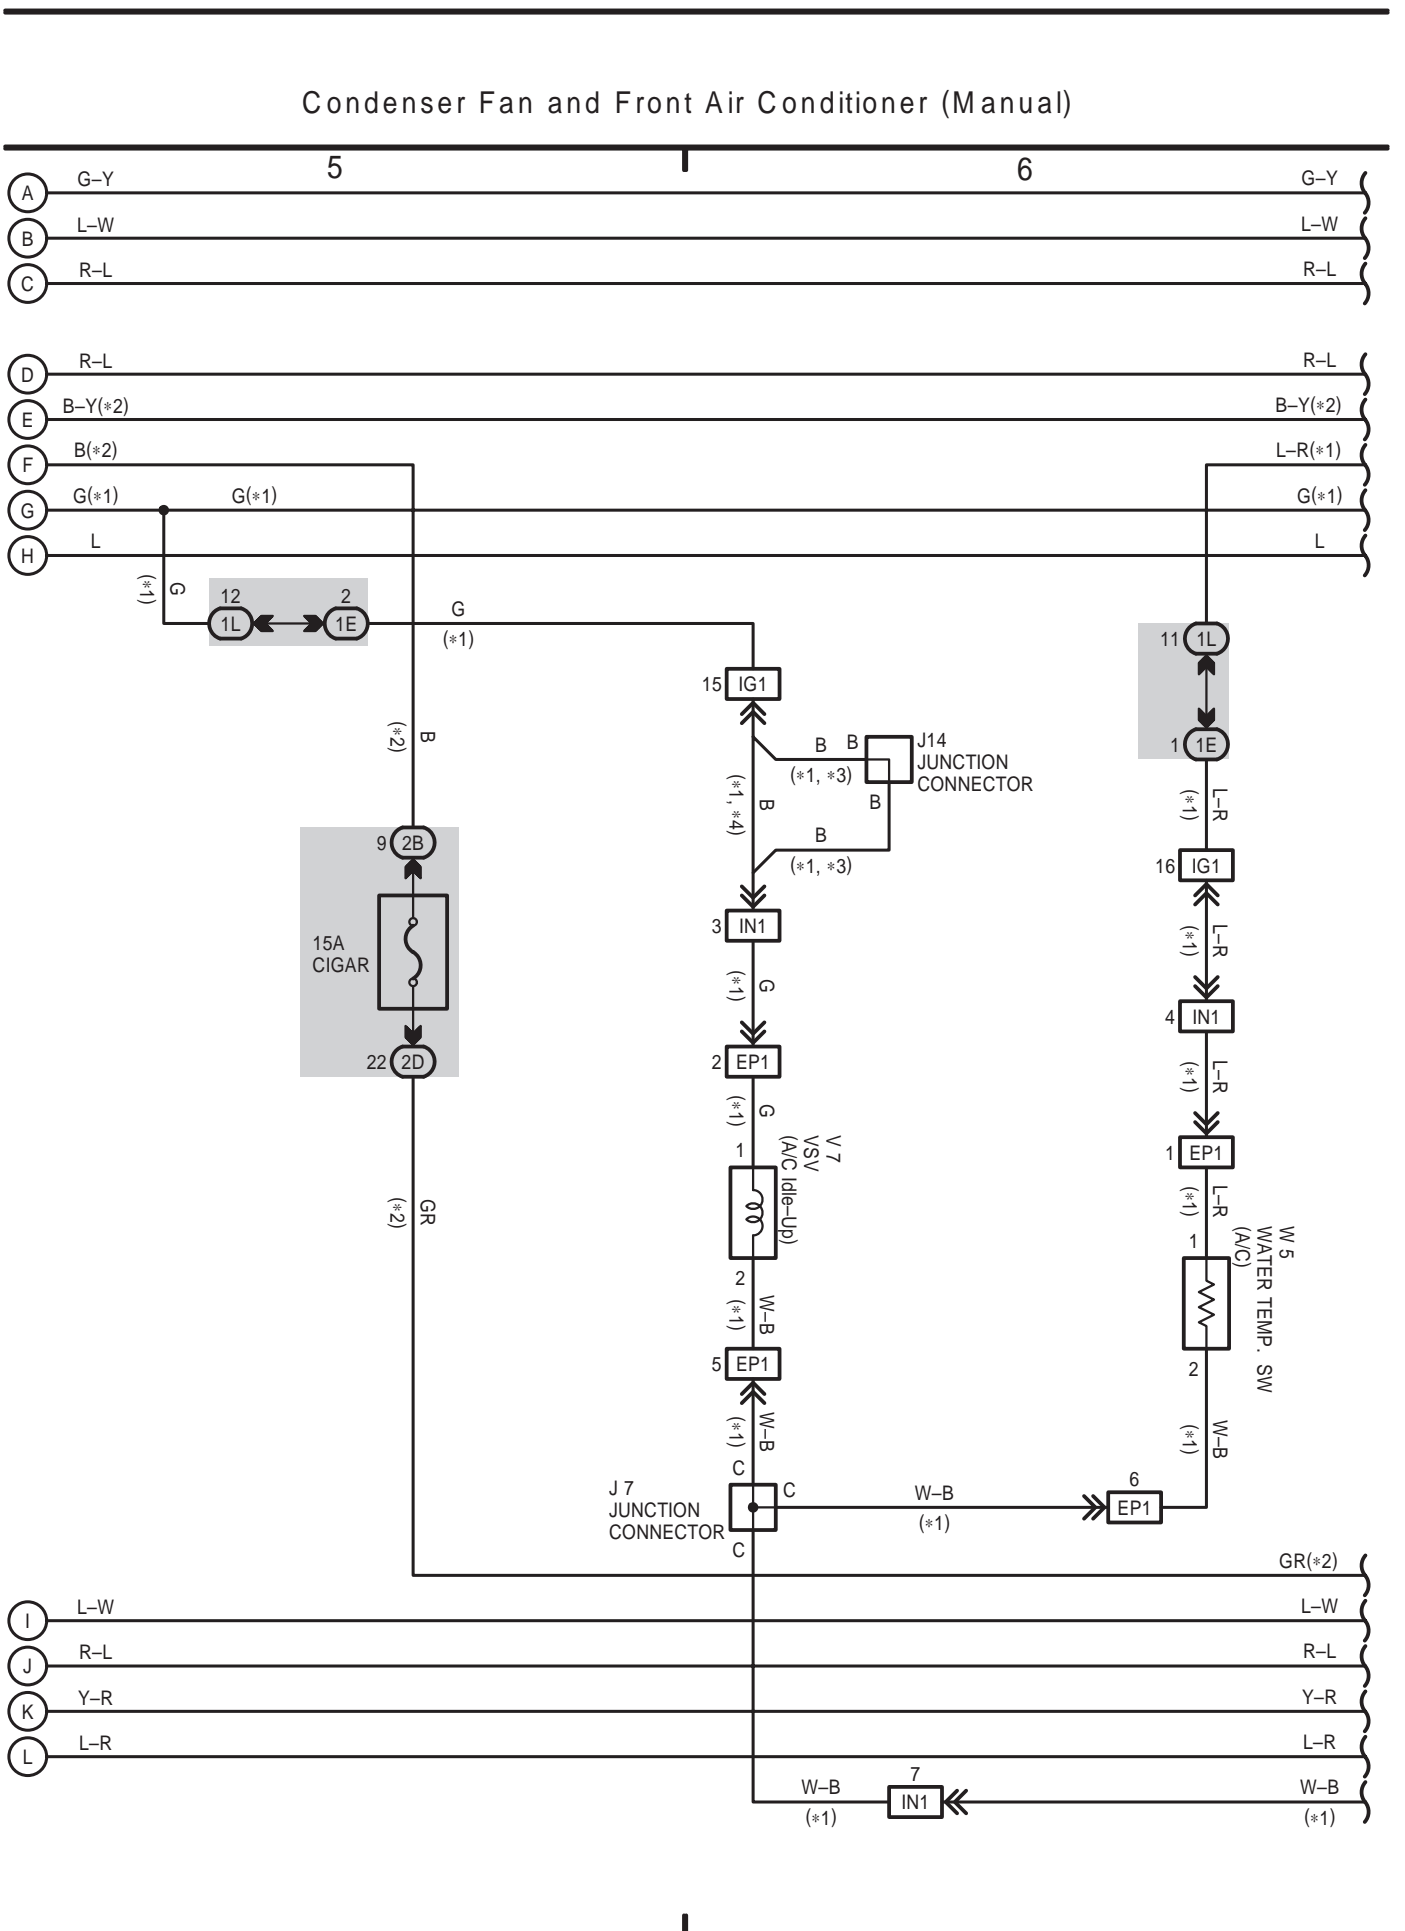 Condenser Fan and Front Air Conditioner (Manual)
5
6
A
G–Y
G–Y
B
L–W
L–W
C
R–L
R–L
D
R–L
R–L
E
B–Y(*2)
B–Y(*2)
F
B(*2)
L–R(*1)
G
G(*1)
G(*1)
G(*1)
H
L
L
G
(*1)
12
1L
2
1E
G
(*1)
B
(*2)
9
2B
15A
CIGAR
22
2D
GR
(*2)
15
IG1
B
(*1, *4)
B
(*1, *3)
B
J14
JUNCTION
CONNECTOR
B
B
(*1, *3)
3
IN1
G
(*1)
2
EP1
G
(*1)
1
V 7
VSV
(A/C Idle–Up)
2
W–B
(*1)
5
EP1
W–B
(*1)
C
J 7
JUNCTION
CONNECTOR
C
C
W–B
(*1)
6
EP1
11
1L
1
1E
L–R
(*1)
16
IG1
L–R
(*1)
4
IN1
L–R
(*1)
1
EP1
L–R
(*1)
1
W 5
WATER TEMP. SW
(A/C)
2
W–B
(*1)
GR(*2)
I
L–W
L–W
J
R–L
R–L
K
Y–R
Y–R
L
L–R
L–R
W–B
(*1)
7
IN1
W–B
(*1)